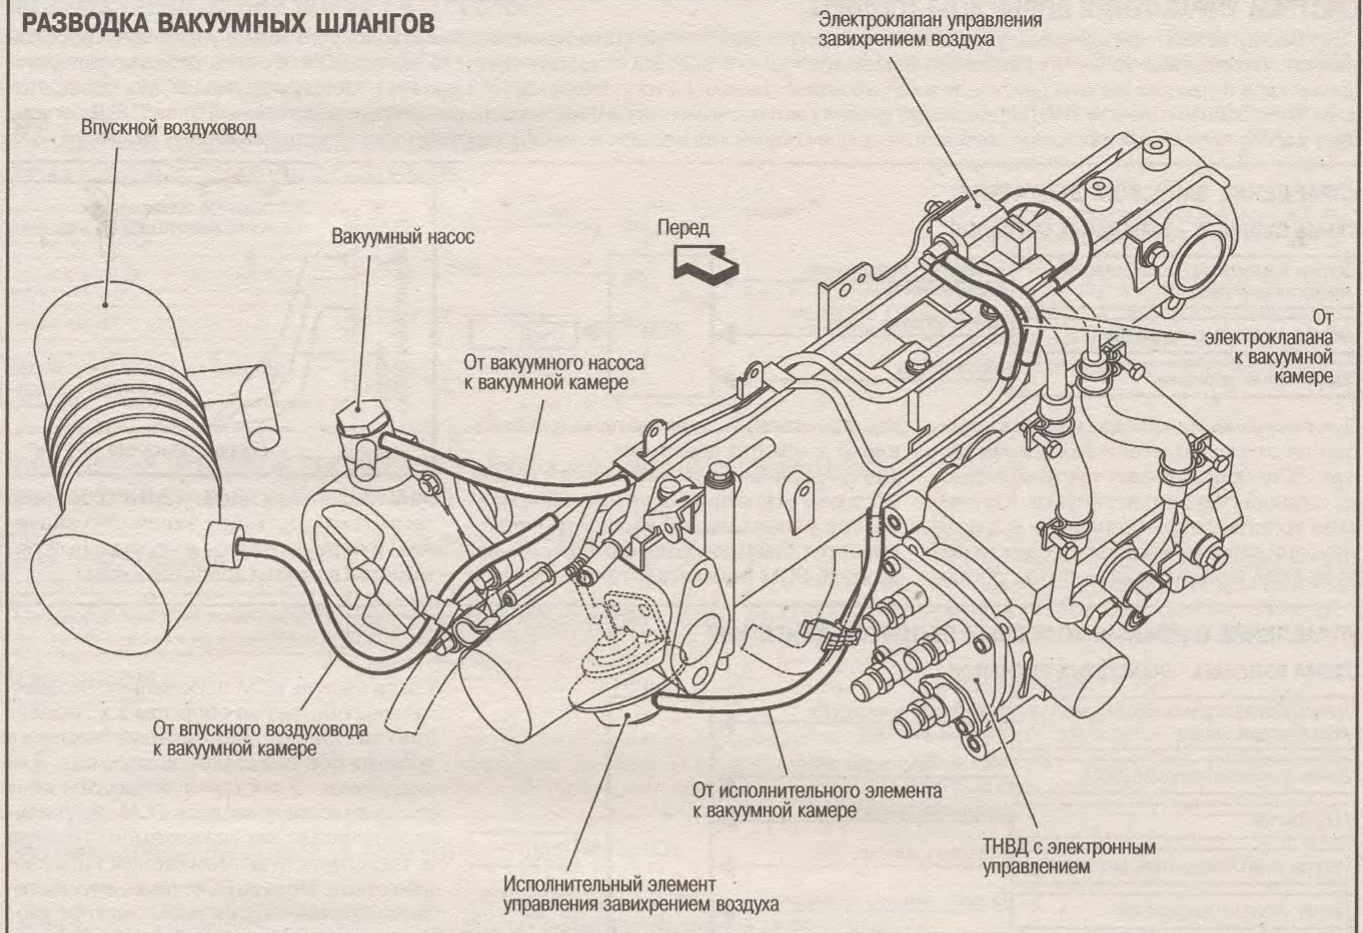 РАЗВОДКА ВАКУУМНЫХ ШЛАНГОВ
Электроклапан управления
завихрением воздуха
Впускной воздуховод
Вакуумный насос
Перед
От вакуумного насоса
к вакуумной камере
От
электроклапана
к вакуумной
камере
От впускного воздуховода
к вакуумной камере
От исполнительного элемента
к вакуумной камере
ТНВД с электронным
управлением
Исполнительный элемент
управления завихрением воздуха